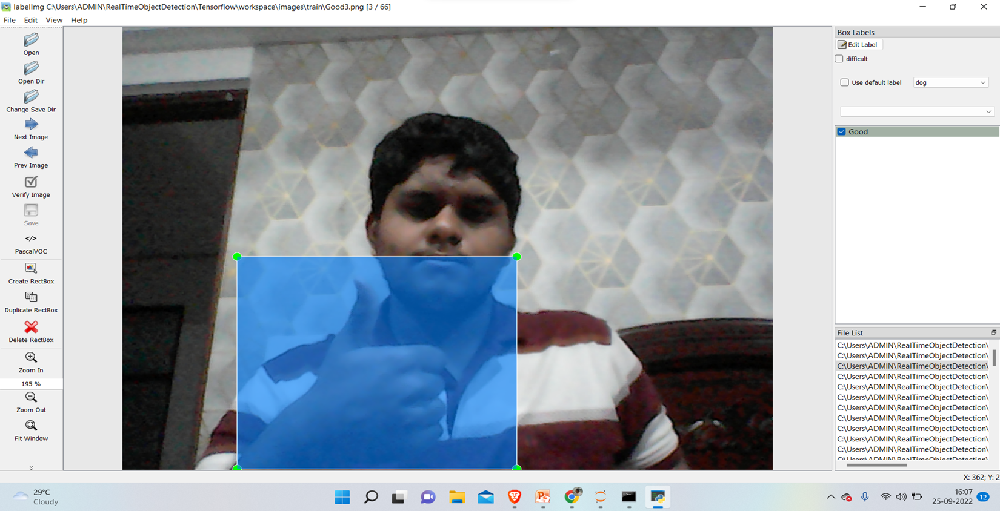 labelImg C:\Users\ADMIN\RealTimeObjectDetection\Tensorflow\workspace\images\train\Good3.png [3 / 66]
File Edit View Help
Open
Open Dir
Change Save Dir
Next Image
Prev Image
Verify Image
Save
</>
PascalVOC
Create RectBox
Duplicate RectBox
Delete RectBox
Zoom In
195 %
Zoom Out
Fit Window
Box Labels
Edit Label
difficult
Use default label dog
Good
File List
C:\Users\ADMIN\RealTimeObjectDetection\
C:\Users\ADMIN\RealTimeObjectDetection\
C:\Users\ADMIN\RealTimeObjectDetection\
C:\Users\ADMIN\RealTimeObjectDetection\
C:\Users\ADMIN\RealTimeObjectDetection\
C:\Users\ADMIN\RealTimeObjectDetection\
C:\Users\ADMIN\RealTimeObjectDetection\
C:\Users\ADMIN\RealTimeObjectDetection\
C:\Users\ADMIN\RealTimeObjectDetection\
C:\Users\ADMIN\RealTimeObjectDetection\
C:\Users\ADMIN\RealTimeObjectDetection\
C:\Users\ADMIN\RealTimeObjectDetection\
X: 362; Y: 2
29°C
Cloudy
16:07
25-09-2022
12